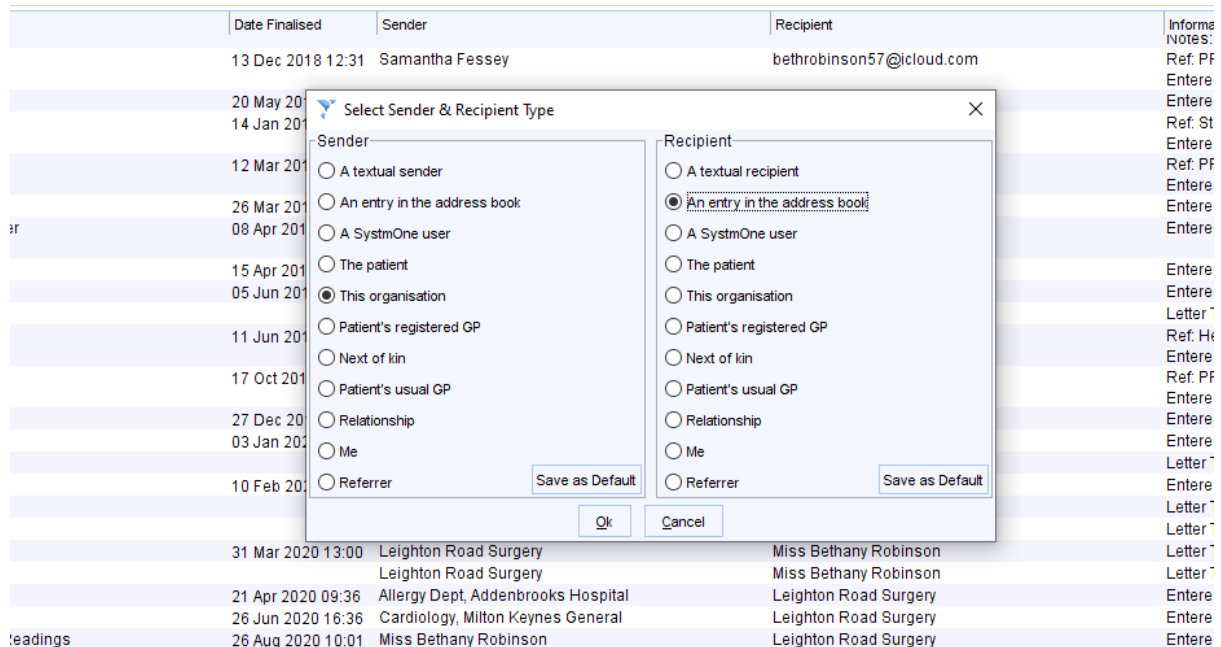 Date Finalised Sender Recipient Informa
Notes:
13 Dec 2018 12:31 Samantha Fessey bethrobinson57@icloud.com Ref: PF
Entere
20 May 201 Entere
14 Jan 201 Ref: St
Entere
12 Mar 201 Ref: PF
Entere
26 Mar 201 Entere
er 08 Apr 201 Entere
15 Apr 201 Entere
05 Jun 201 Entere
Letter T
11 Jun 201 Ref: He
Entere
17 Oct 201 Ref: PF
Entere
27 Dec 20 Entere
03 Jan 202 Entere
Letter T
10 Feb 202 Entere
Letter T
Letter T
Select Sender & Recipient Type
Sender
A textual sender
An entry in the address book
A SystmOne user
The patient
This organisation
Patient's registered GP
Next of kin
Patient's usual GP
Relationship
Me
Referrer
Save as Default
Recipient
A textual recipient
An entry in the address book
A SystmOne user
The patient
This organisation
Patient's registered GP
Next of kin
Patient's usual GP
Relationship
Me
Referrer
Save as Default
Ok Cancel
31 Mar 2020 13:00 Leighton Road Surgery Miss Bethany Robinson Letter T
Leighton Road Surgery Miss Bethany Robinson Letter T
21 Apr 2020 09:36 Allergy Dept, Addenbrooks Hospital Leighton Road Surgery Entere
26 Jun 2020 16:36 Cardiology, Milton Keynes General Leighton Road Surgery Entere
Readings 26 Aug 2020 10:01 Miss Bethany Robinson Leighton Road Surgery Entere